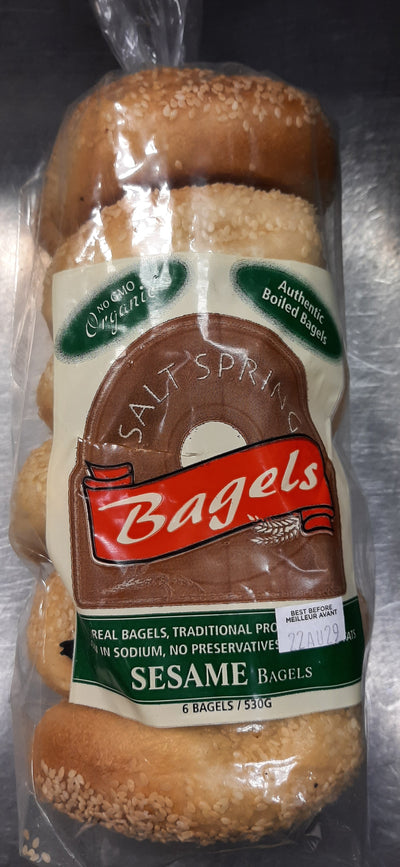 NO GMO
Organic
Authentic
Boiled Bagels
SALT SPRING
Bagels
BEST BEFORE
MEILLEUR AVANT
22AU29
REAL BAGELS, TRADITIONAL
IN SODIUM, NO PRESERVATIVES
SESAME BAGELS
6 BAGELS / 530G